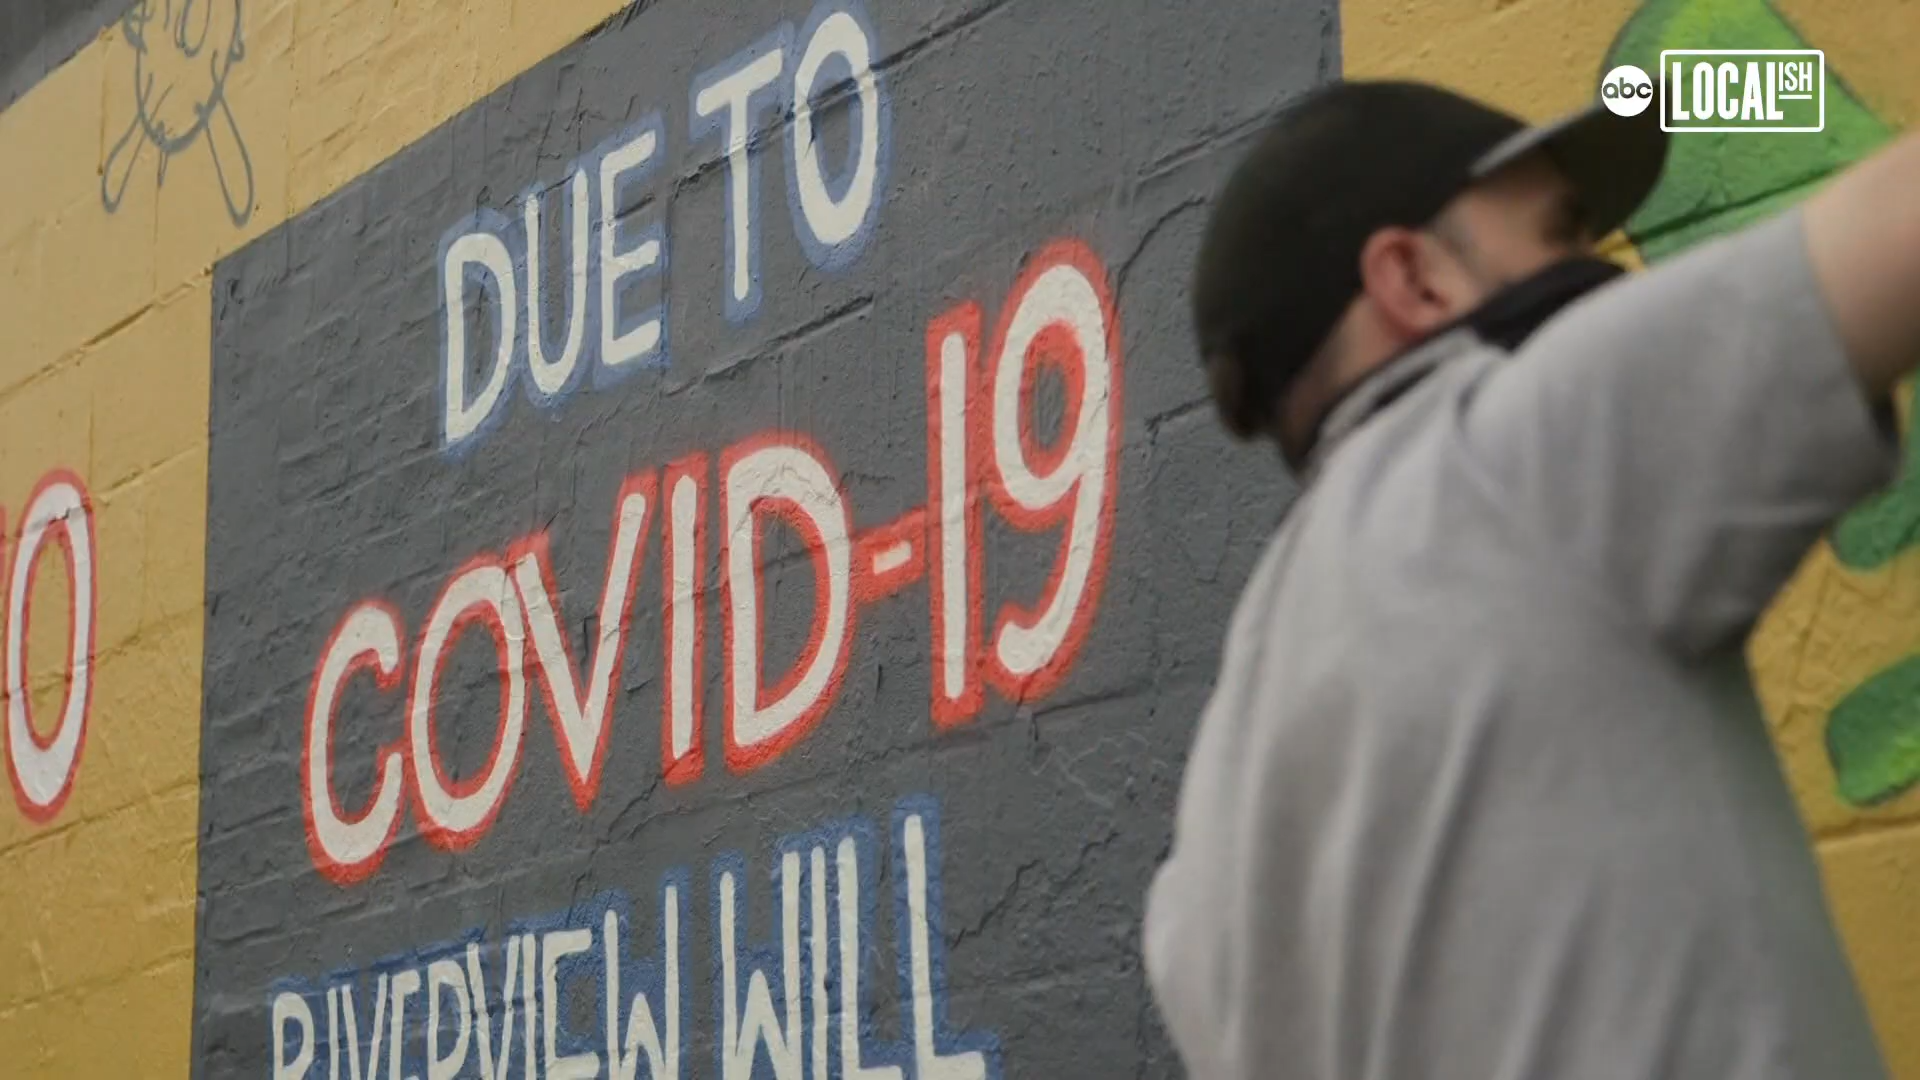 abc LOCALISH
DUE TO
COVID-19
RIVERVIEW WILL
O